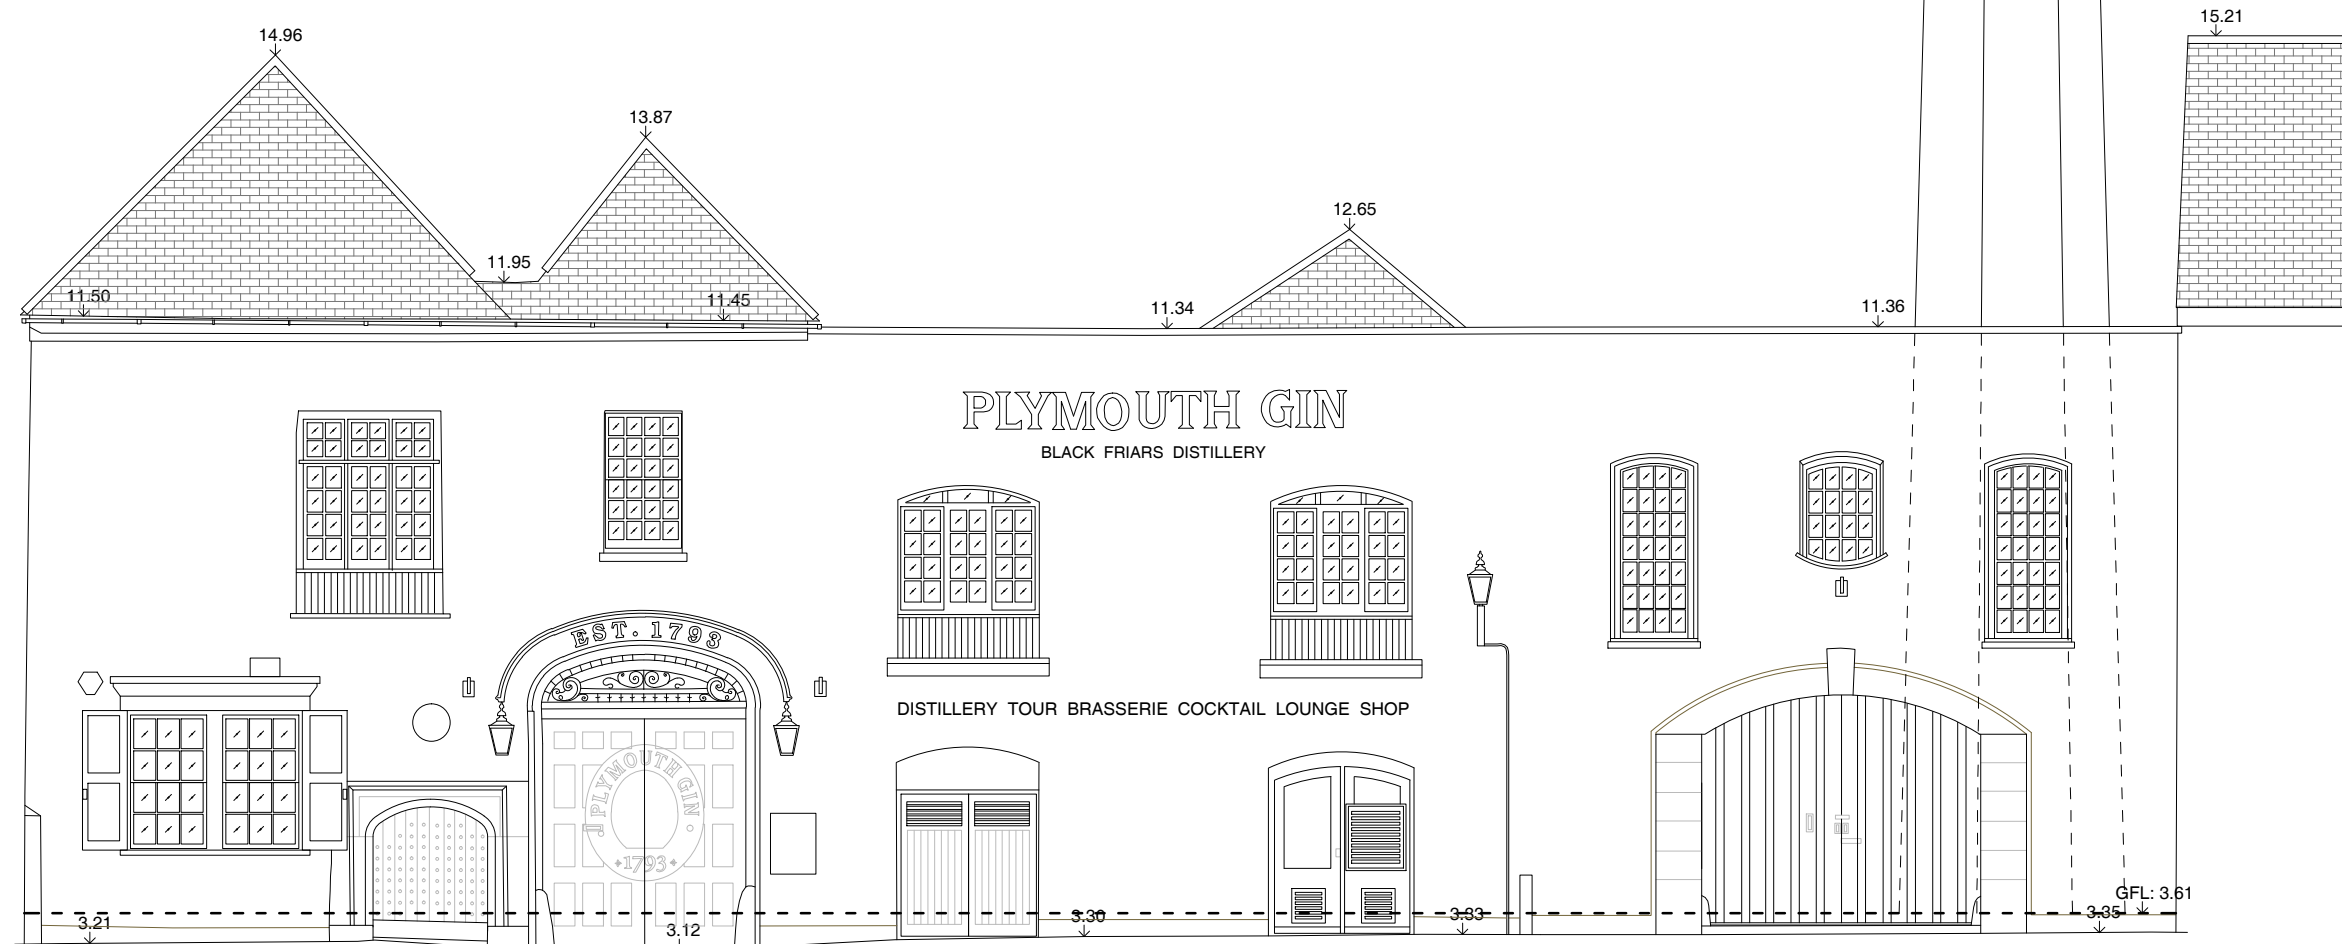 15.21
14.96
13.87
12.65
11.95
11.50
11.45
11.34
11.36
PLYMOUTH GIN
BLACK FRIARS DISTILLERY
EST. 1793
DISTILLERY TOUR BRASSERIE COCKTAIL LOUNGE SHOP
PLYMOUTH GIN
1793
GFL: 3.61
3.21
3.12
3.30
3.33
3.35